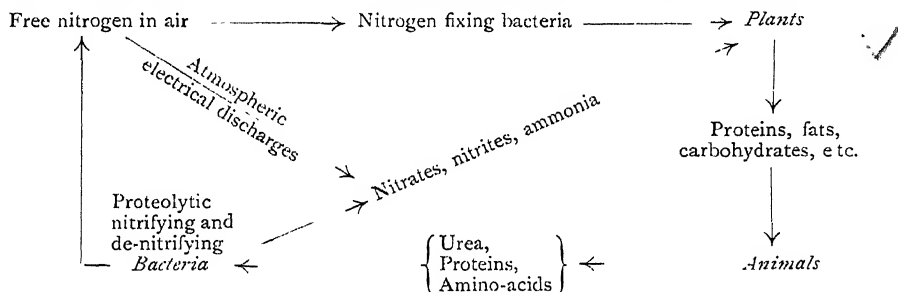 Free nitrogen in air
Nitrogen fixing bacteria
Plants
Atmospheric
electrical discharges
Nitrates, nitrites, ammonia
Proteins, fats,
carbohydrates, etc.
Proteolytic
nitrifying and
de-nitrifying
Bacteria
Urea,
Proteins,
Amino-acids
Animals